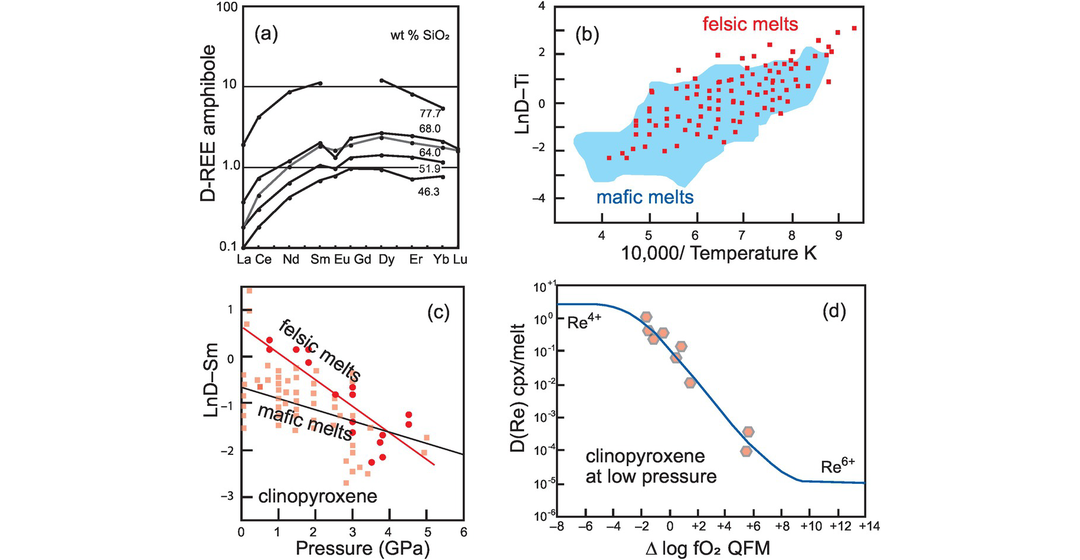 (a)
wt % SiO₂
100
10
1.0
0.1
D-REE amphibole
77.7
68.0
64.0
51.9
46.3
La Ce Nd Sm Eu Gd Dy Er Yb Lu
(b)
felsic melts
mafic melts
4
2
0
−2
−4
LnD–Ti
4 5 6 7 8 9
10,000/ Temperature K
(c)
felsic melts
mafic melts
clinopyroxene
1
0
−1
−2
−3
LnD–Sm
0 1 2 3 4 5 6
Pressure (GPa)
(d)
Re⁴⁺
Re⁶⁺
clinopyroxene
at low pressure
10⁺¹
10⁰
10⁻¹
10⁻²
10⁻³
10⁻⁴
10⁻⁵
10⁻⁶
D(Re) cpx/melt
−8 −6 −4 −2 0 +2 +4 +6 +8 +10 +12 +14
Δ log fO₂ QFM